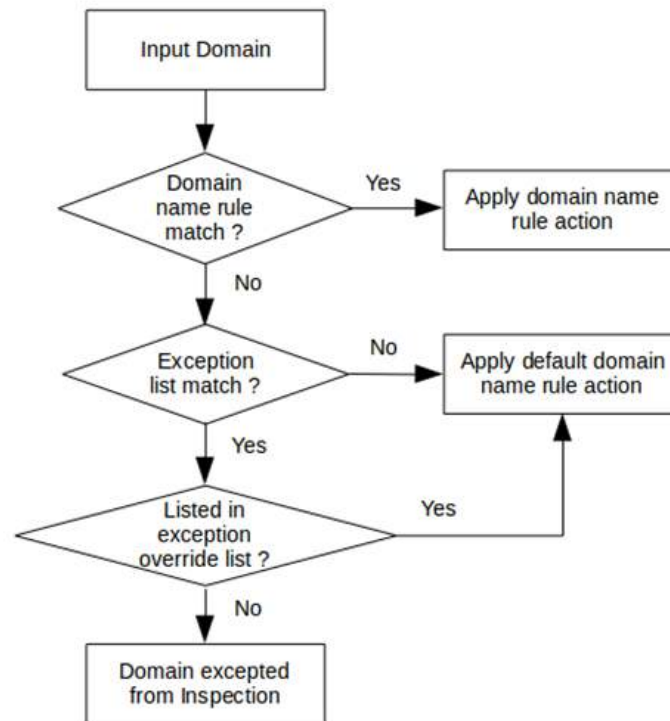 Input Domain
Domain
name rule
match ?
Yes
Apply domain name
rule action
No
Exception
list match ?
No
Apply default domain
name rule action
Yes
Listed in
exception
override list ?
Yes
No
Domain excepted
from Inspection